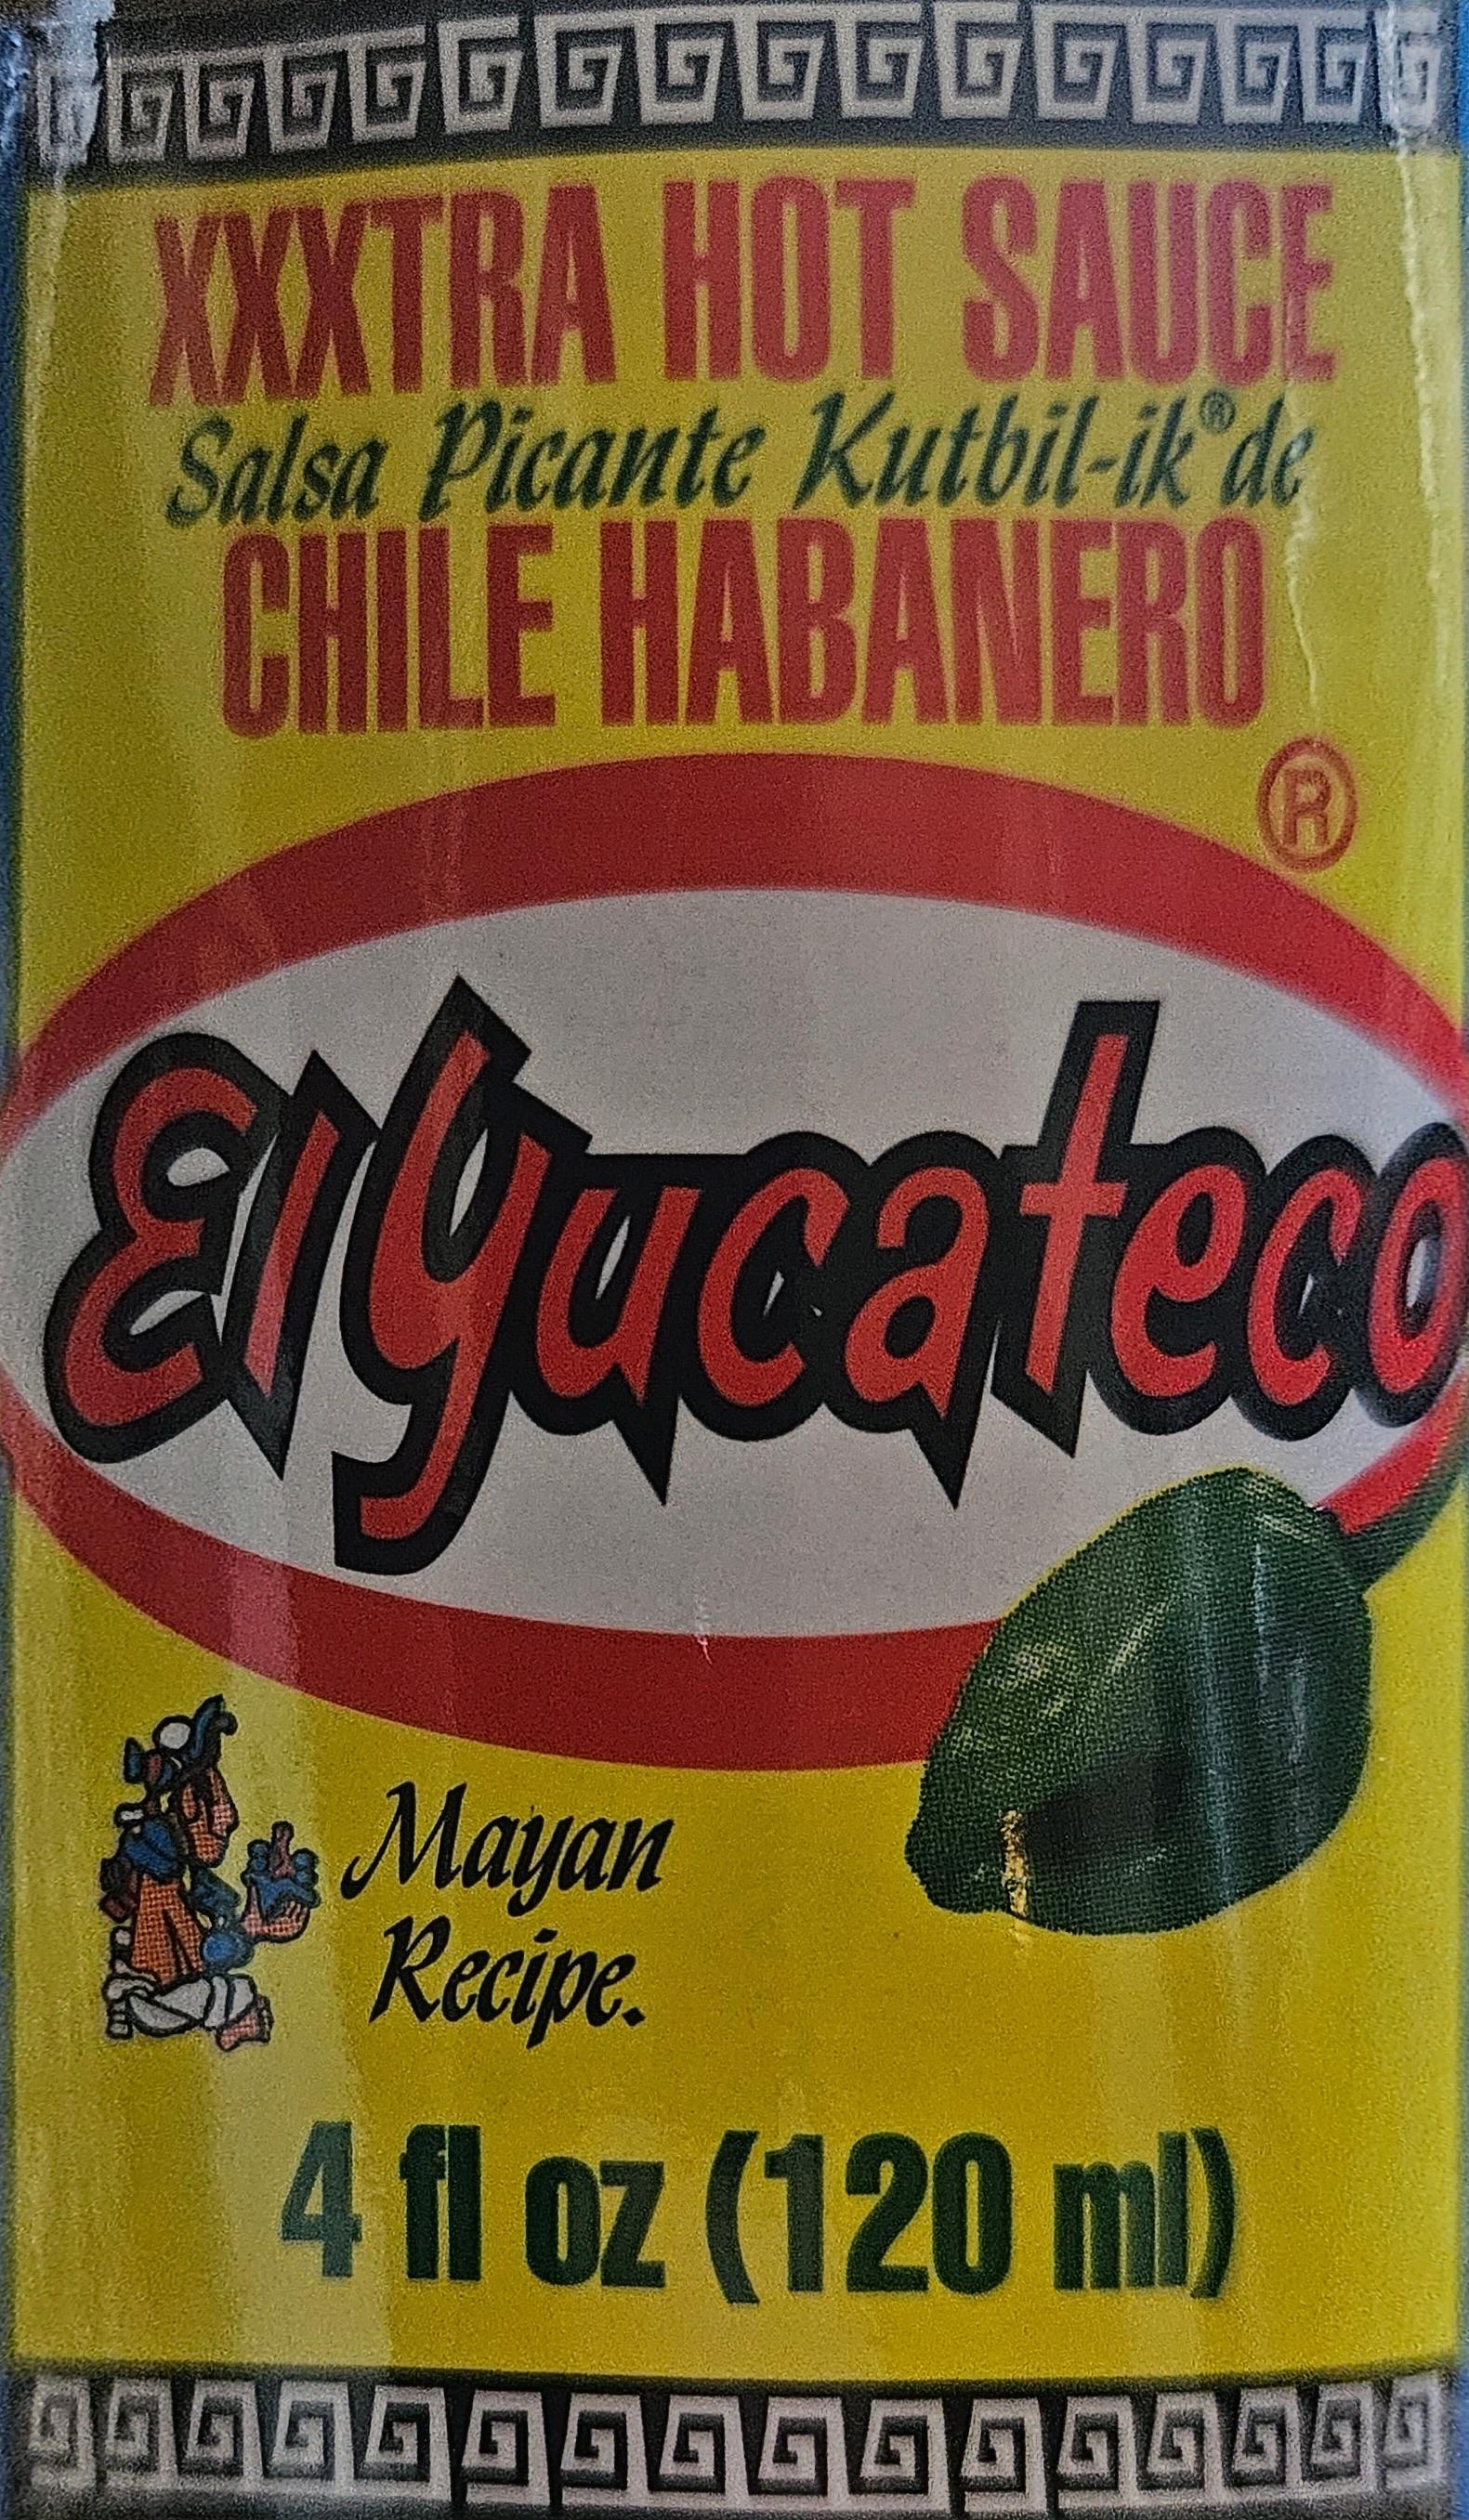 XXXTRA HOT SAUCE
Salsa Picante Kutbil-ik® de
CHILE HABANERO
®
El Yucateco
Mayan
Recipe.
4 fl oz (120 ml)